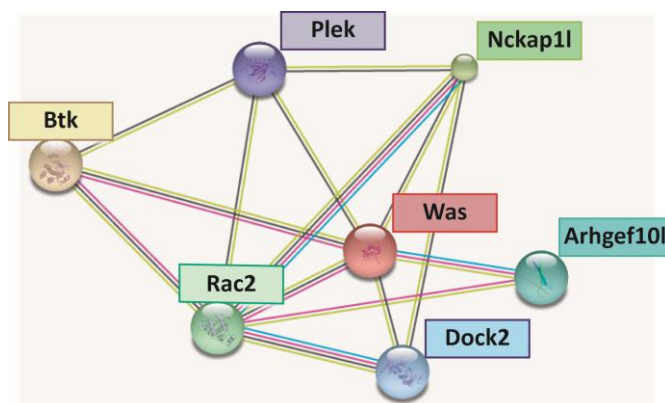 Plek
Nckap1l
Btk
Was
Arhgef10l
Rac2
Dock2